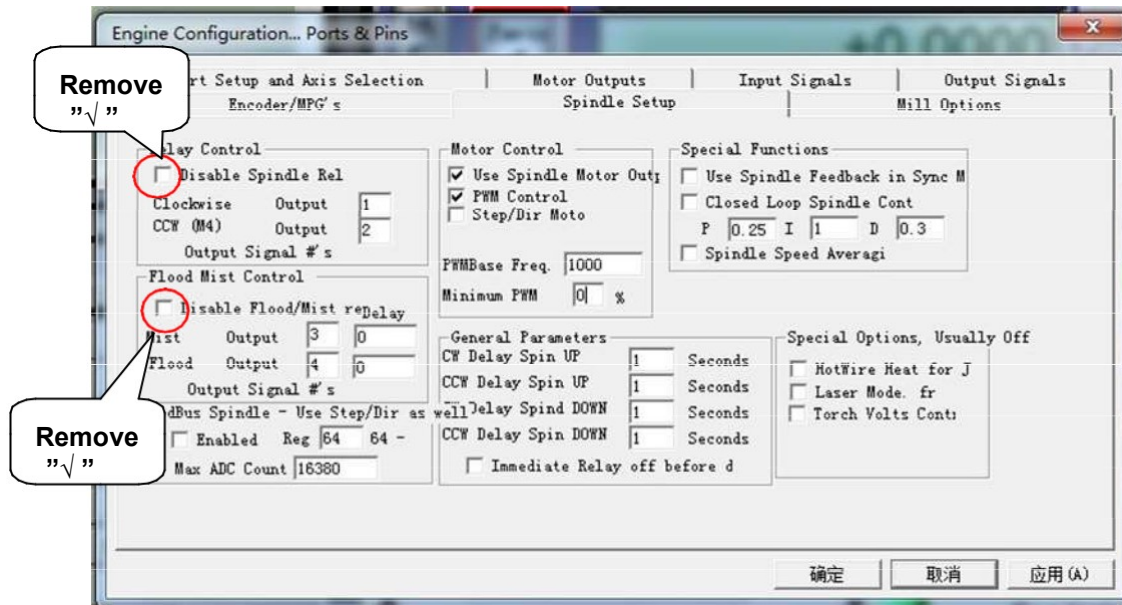 Engine Configuration... Ports & Pins
+0.0000
Remove
"√ "
rt Setup and Axis Selection
Motor Outputs
Input Signals
Output Signals
Encoder/MPG's
Spindle Setup
Mill Options
elay Control
Disable Spindle Rel
Clockwise Output 1
CCW (M4) Output 2
Output Signal #'s
Flood Mist Control
Disable Flood/Mist re Delay
Mist Output 3 0
Flood Output 4 0
Output Signal #'s
dBus Spindle - Use Step/Dir as well
Enabled Reg 64 64 -
Max ADC Count 16380
Remove
"√ "
Motor Control
Use Spindle Motor Outp
PWM Control
Step/Dir Moto
PWMBase Freq. 1000
Minimum PWM 0 %
General Parameters
CW Delay Spin UP 1 Seconds
CCW Delay Spin UP 1 Seconds
Delay Spind DOWN 1 Seconds
CCW Delay Spin DOWN 1 Seconds
Immediate Relay off before d
Special Functions
Use Spindle Feedback in Sync M
Closed Loop Spindle Cont
P 0.25 I 1 D 0.3
Spindle Speed Averagi
Special Options, Usually Off
HotWire Heat for J
Laser Mode. fr
Torch Volts Cont
确定
取消
应用(A)